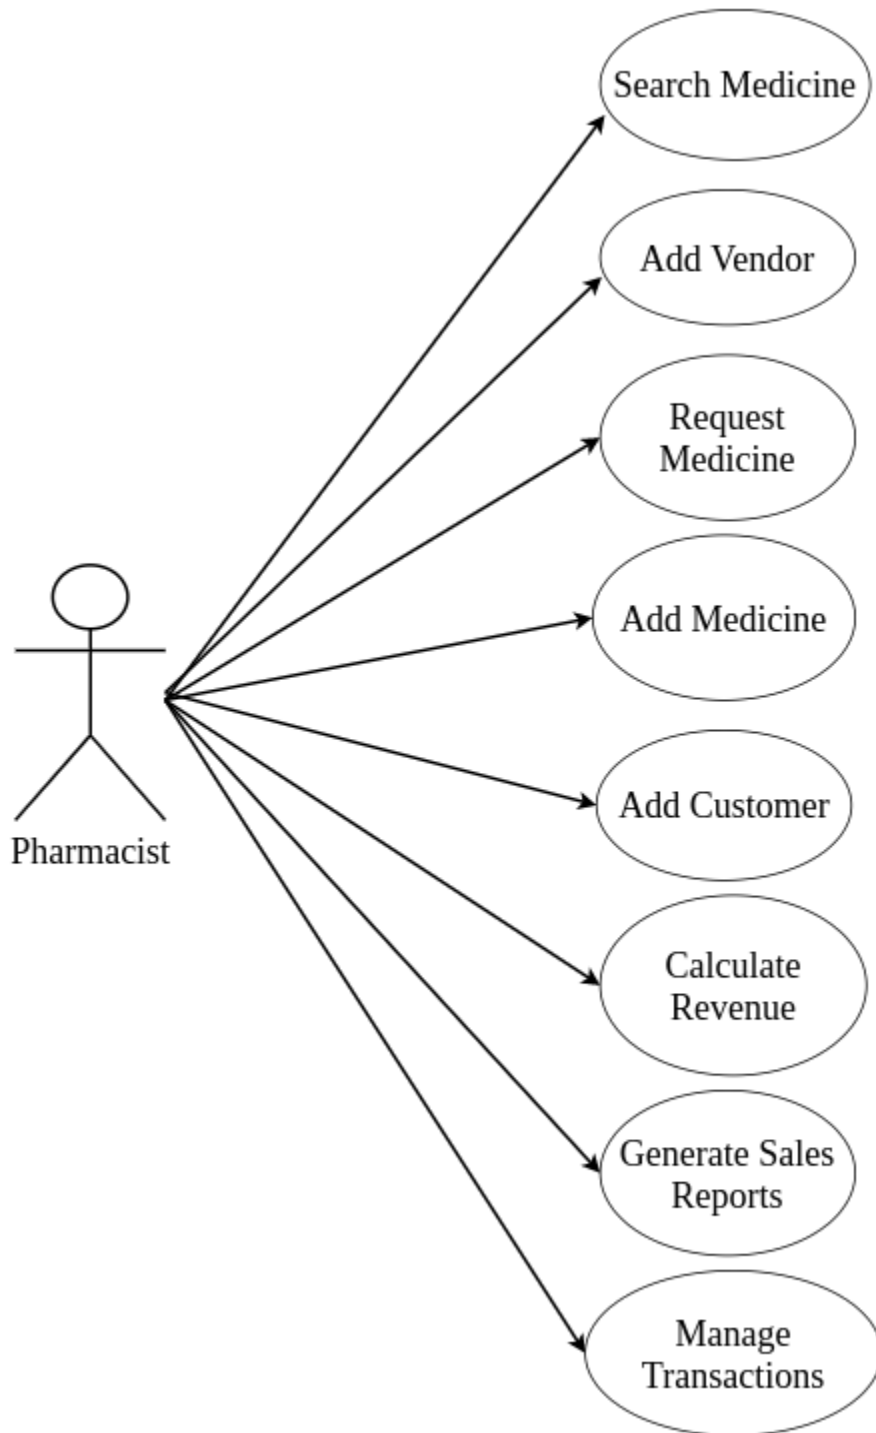 Search Medicine
Add Vendor
Request
Medicine
Add Medicine
Add Customer
Pharmacist
Calculate
Revenue
Generate Sales
Reports
Manage
Transactions